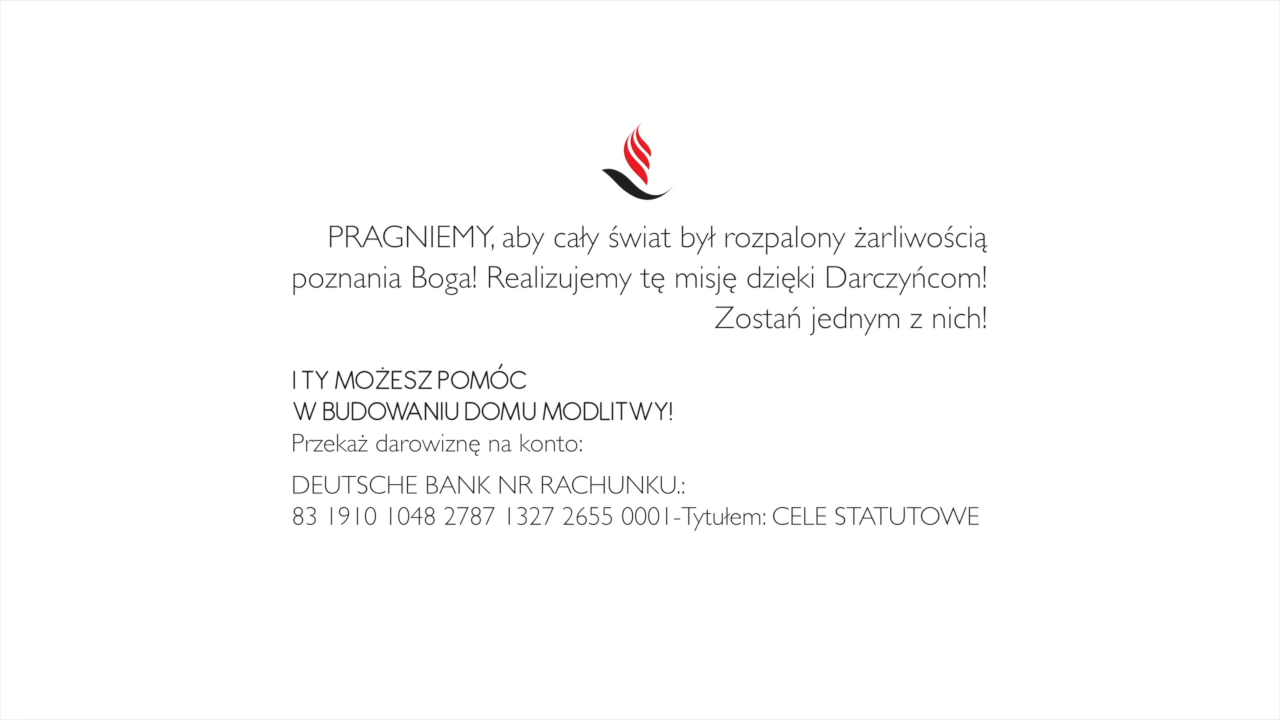 PRAGNIEMY, aby cały świat był rozpalony żarliwością
poznania Boga! Realizujemy tę misję dzięki Darczyńcom!
Zostań jednym z nich!
I TY MOŻESZ POMÓC
W BUDOWANIU DOMU MODLITWY!
Przekaż darowiznę na konto:
DEUTSCHE BANK NR RACHUNKU.:
83 1910 1048 2787 1327 2655 0001-Tytułem: CELE STATUTOWE